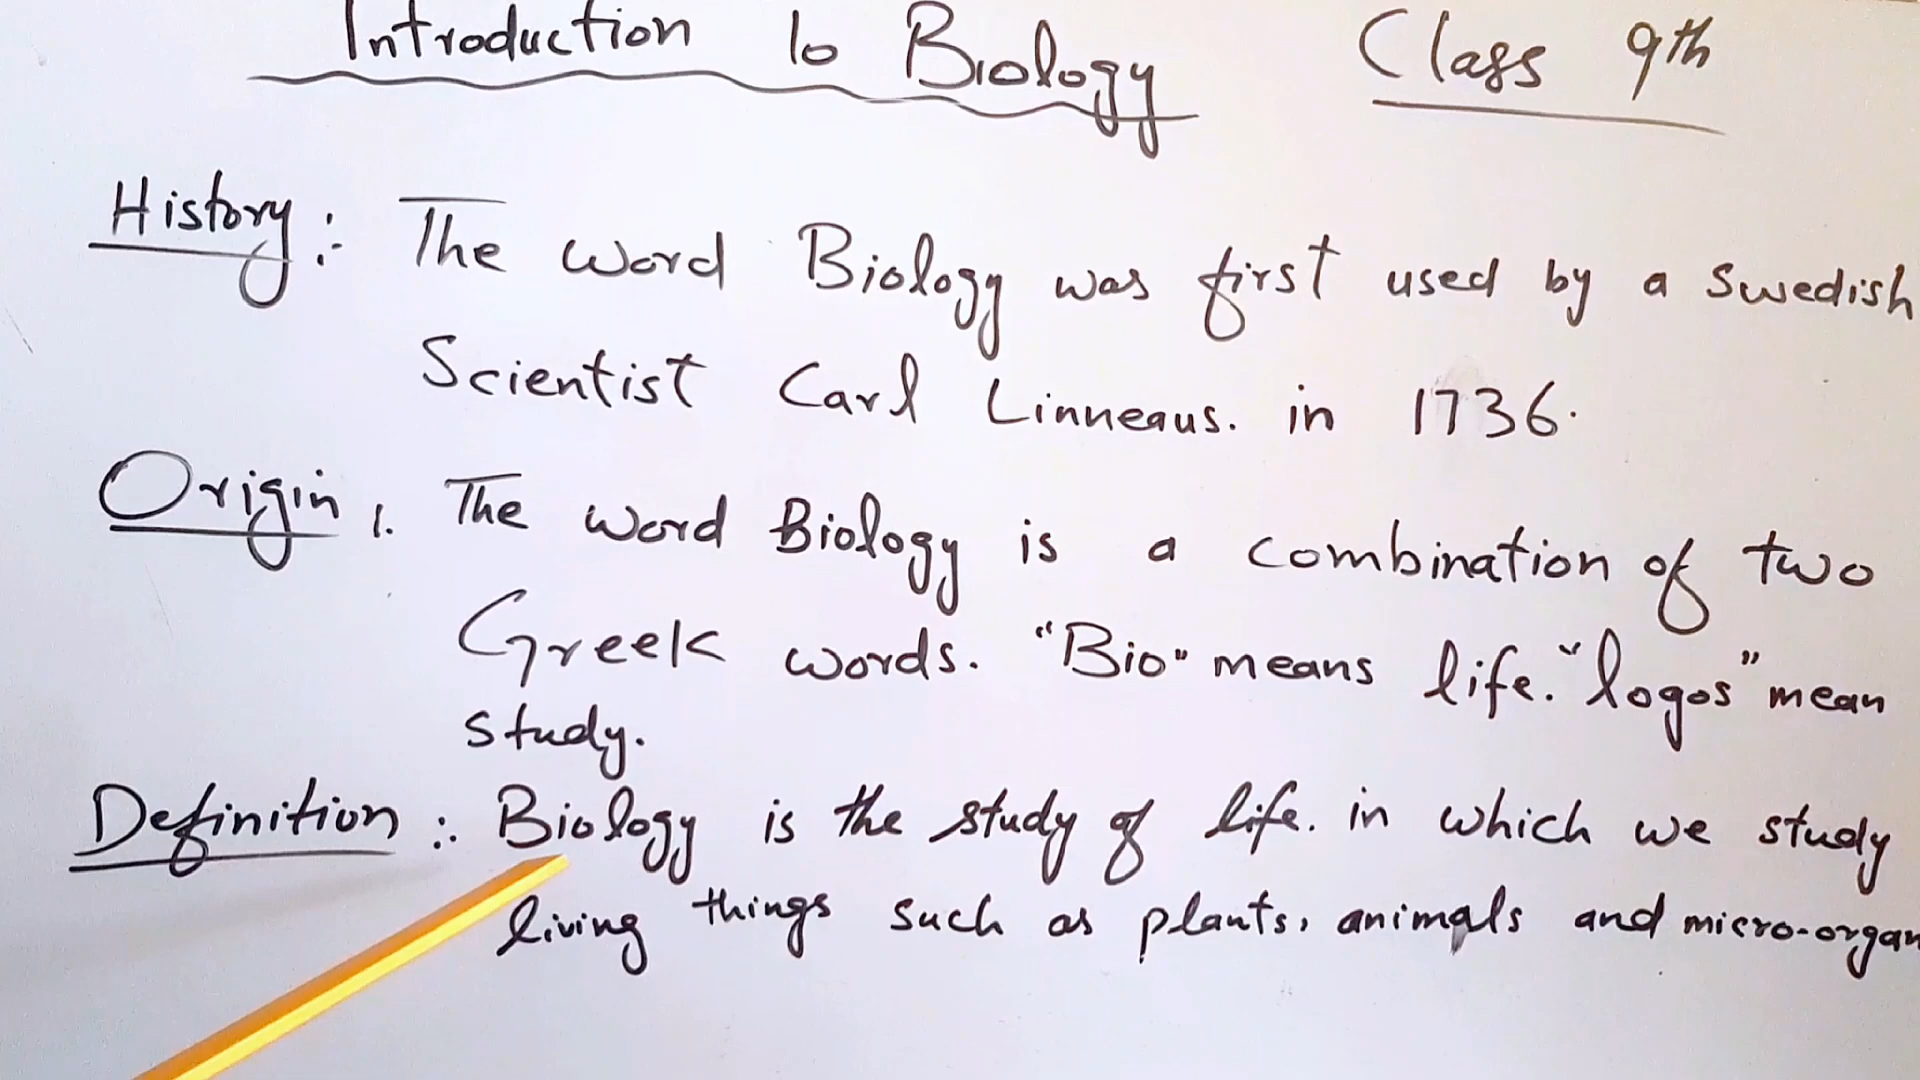 Introduction to Biology Class 9th
History :- The word Biology was first used by a Swedish
Scientist Carl Linneaus. in 1736.
Origin :. The word Biology is a combination of two
Greek words. "Bio" means life. "logos" mean
study.
Definition :. Biology is the study of life. in which we study
living things such as plants, animals and micro-organ